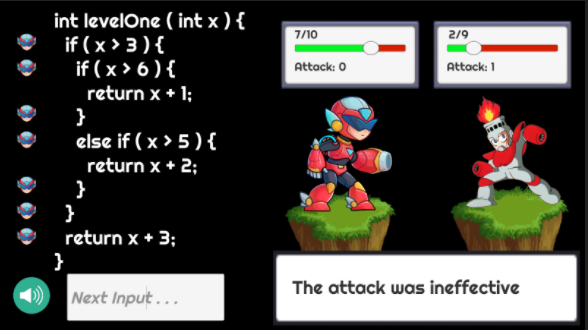 int levelOne ( int x ) {
if ( x > 3 ) {
if ( x > 6 ) {
return x + 1;
}
else if ( x > 5 ) {
return x + 2;
}
}
return x + 3;
}
Next Input . . .
7/10
Attack: 0
2/9
Attack: 1
The attack was ineffective